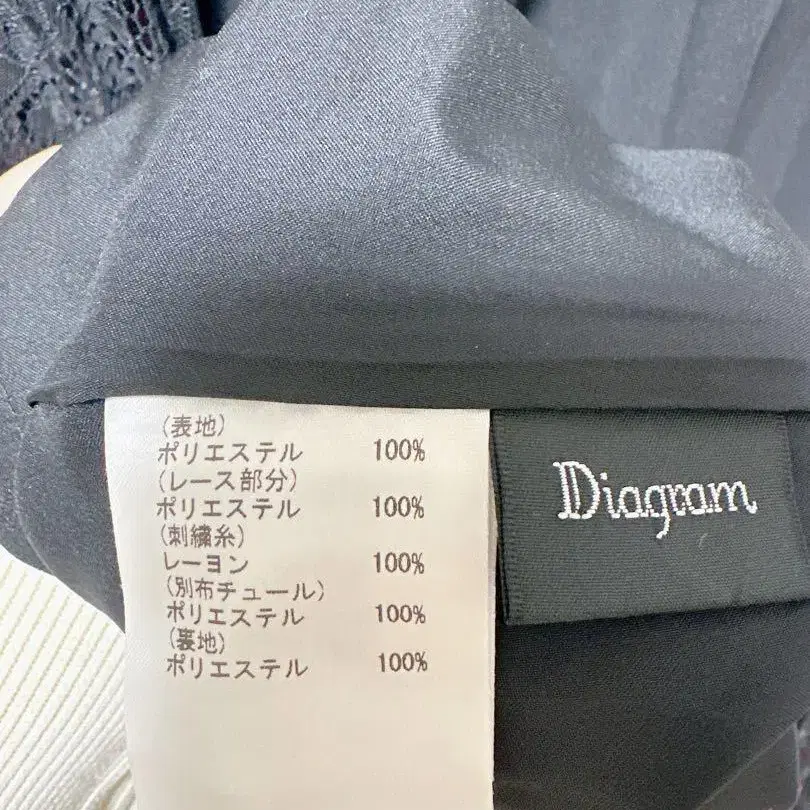 (表地)
ポリエステル 100%
(レース部分)
ポリエステル 100%
(刺繍糸)
レーヨン 100%
(別布チュール)
ポリエステル 100%
(裏地)
ポリエステル 100%
Diagram